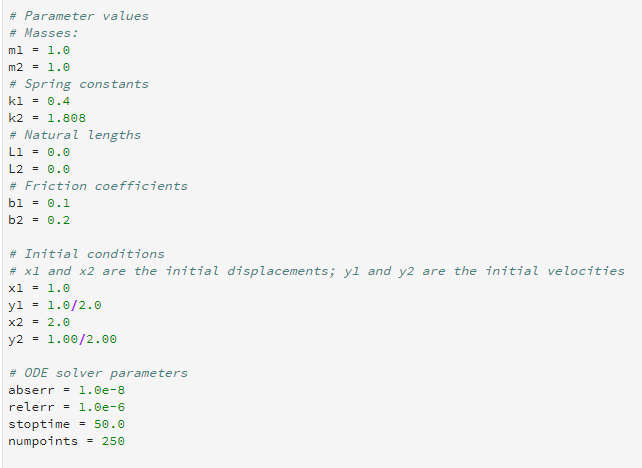 # Parameter values
# Masses:
m1 = 1.0
m2 = 1.0
# Spring constants
k1 = 0.4
k2 = 1.808
# Natural lengths
L1 = 0.0
L2 = 0.0
# Friction coefficients
b1 = 0.1
b2 = 0.2

# Initial conditions
# x1 and x2 are the initial displacements; y1 and y2 are the initial velocities
x1 = 1.0
y1 = 1.0/2.0
x2 = 2.0
y2 = 1.00/2.00

# ODE solver parameters
abserr = 1.0e-8
relerr = 1.0e-6
stoptime = 50.0
numpoints = 250